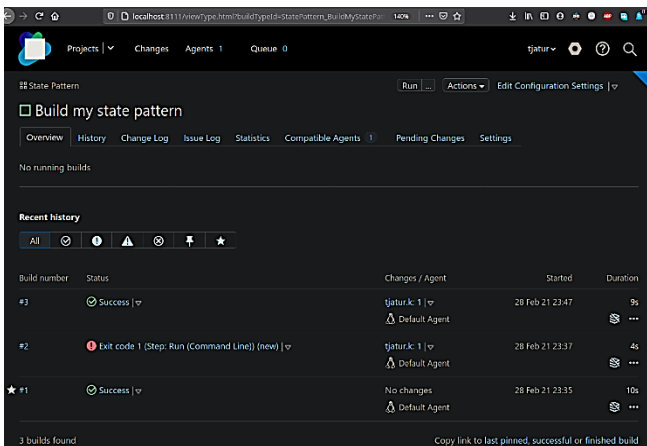 localhost:8111/viewType.html?buildTypeId=StatePattern_BuildMyStatePat 140%
Projects Changes Agents 1 Queue 0 tjatur
State Pattern Run ... Actions Edit Configuration Settings
Build my state pattern
Overview History Change Log Issue Log Statistics Compatible Agents 1 Pending Changes Settings
No running builds
Recent history
All
Build number Status Changes / Agent Started Duration
#3 Success tjatur.k: 1 28 Feb 21 23:47 9s
Default Agent
#2 Exit code 1 (Step: Run (Command Line)) (new) tjatur.k: 1 28 Feb 21 23:37 4s
Default Agent
#1 Success No changes 28 Feb 21 23:35 10s
Default Agent
3 builds found Copy link to last pinned, successful or finished build